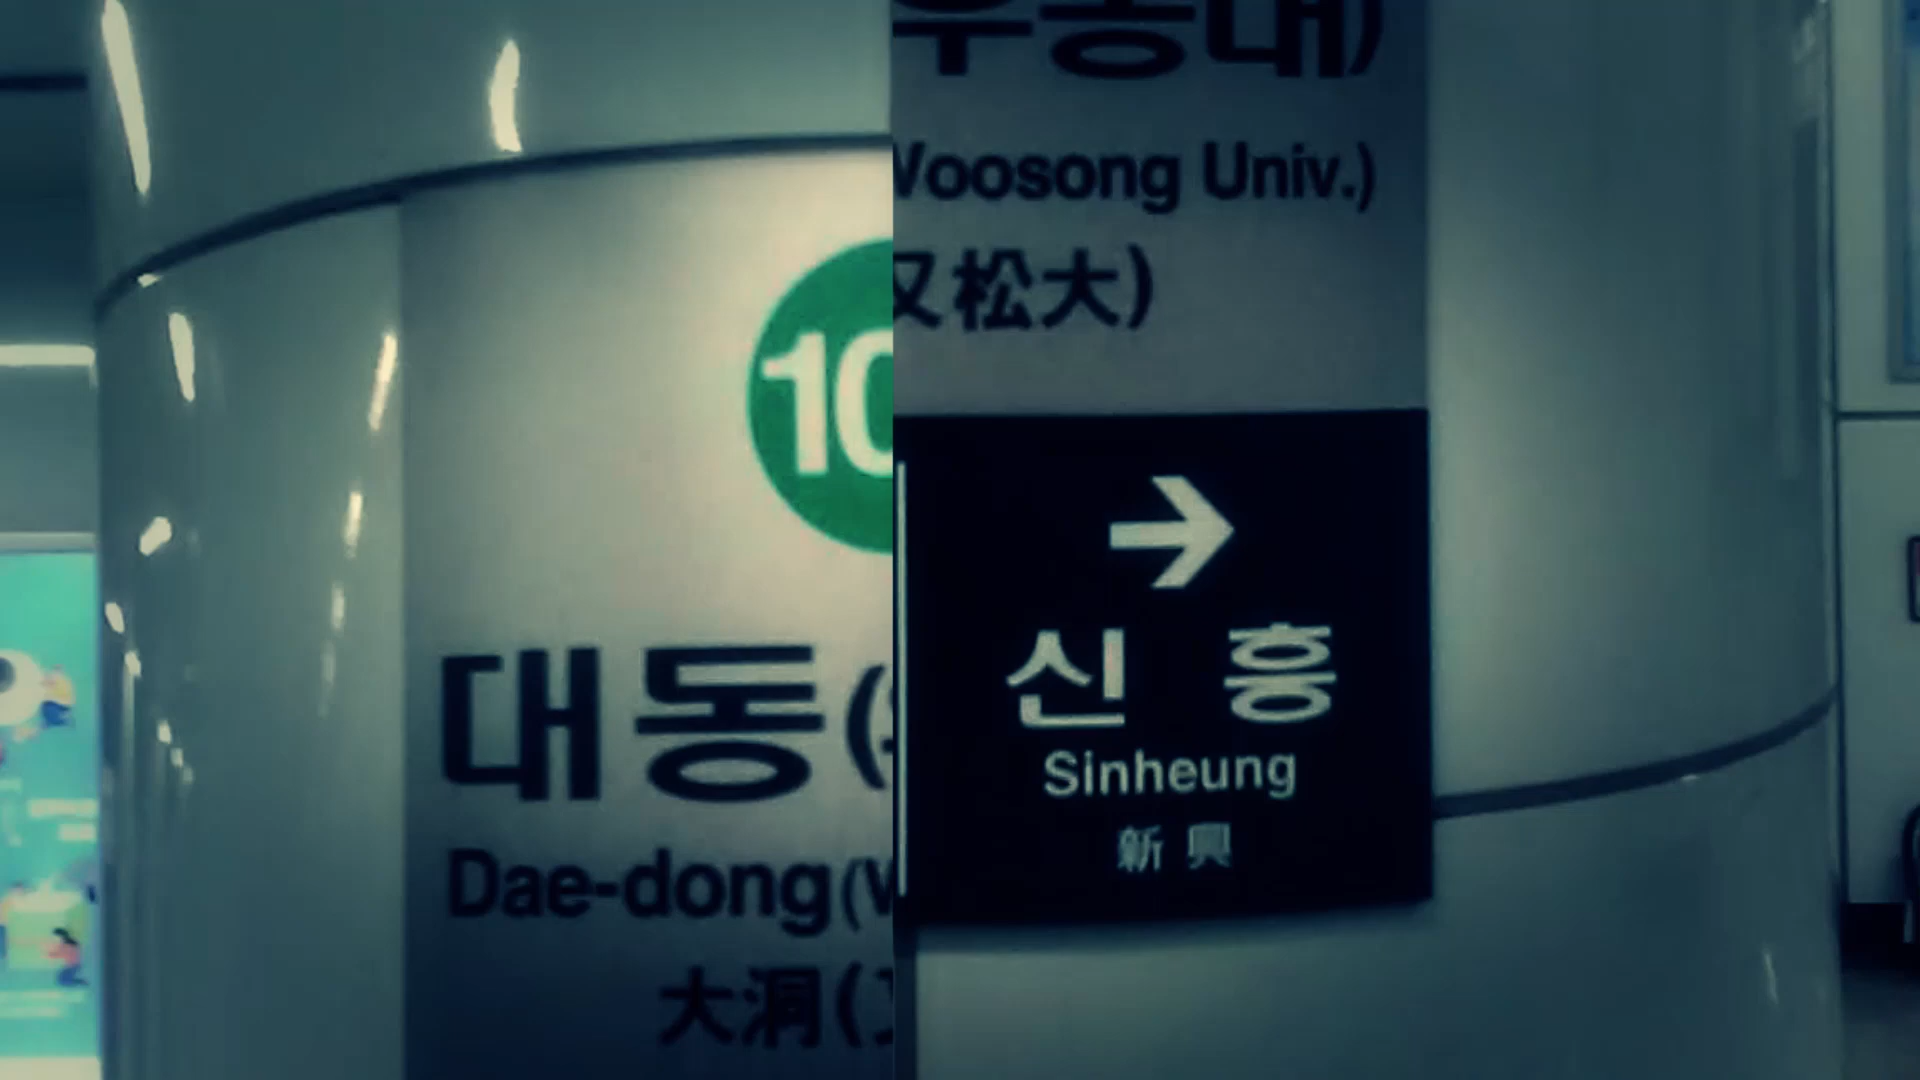 10
대동(
Dae-dong(W
大洞(
우송대)
Woosong Univ.)
又松大)
→
신 흥
Sinheung
新 興